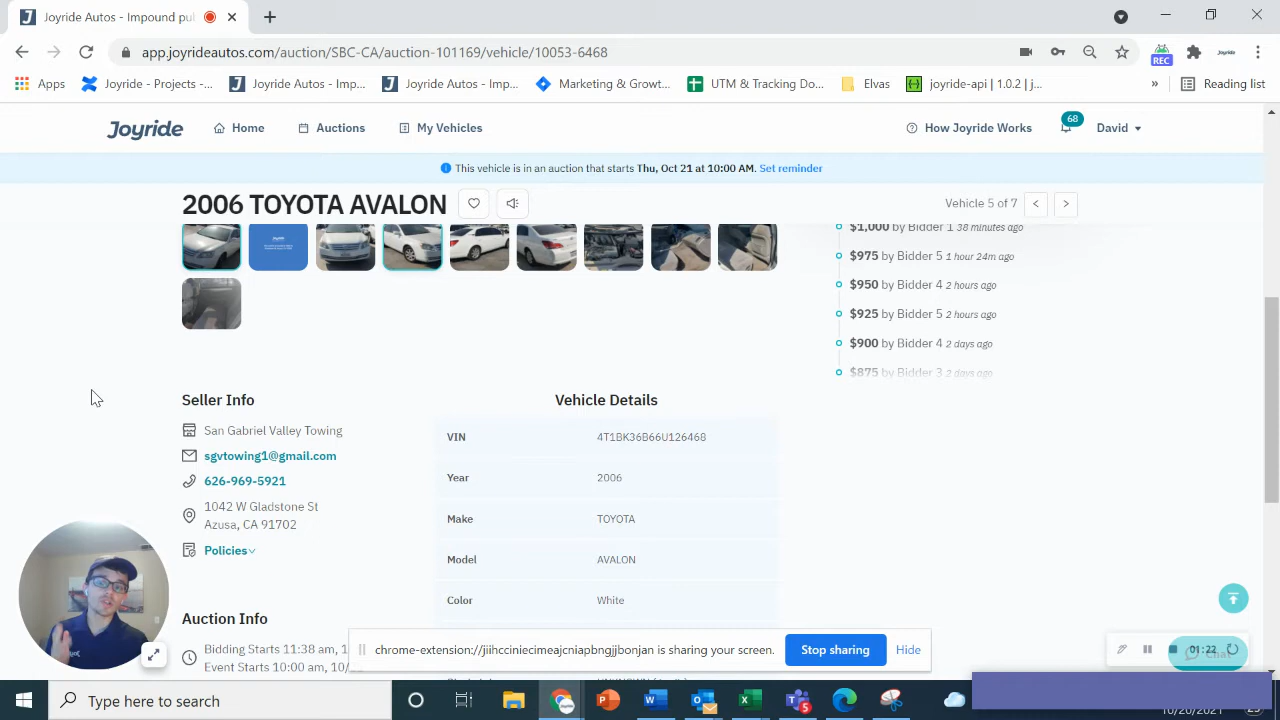 Joyride Autos - Impound pu
app.joyrideautos.com/auction/SBC-CA/auction-101169/vehicle/10053-6468
Joyride
REC
Apps
Joyride - Projects -...
Joyride Autos - Imp...
Joyride Autos - Imp...
Marketing & Growt...
UTM & Tracking Do...
Elvas
joyride-api | 1.0.2 | j...
»
Reading list
Joyride
Home
Auctions
My Vehicles
How Joyride Works
68
David
This vehicle is in an auction that starts Thu, Oct 21 at 10:00 AM. Set reminder
2006 TOYOTA AVALON
Vehicle 5 of 7
$1,000 by Bidder 1 38 minutes ago
$975 by Bidder 5 1 hour 24m ago
$950 by Bidder 4 2 hours ago
$925 by Bidder 5 2 hours ago
$900 by Bidder 4 2 days ago
$875 by Bidder 3 2 days ago
Seller Info
San Gabriel Valley Towing
sgvtowing1@gmail.com
626-969-5921
1042 W Gladstone St
Azusa, CA 91702
Policies
Vehicle Details
VIN 4T1BK36B66U126468
Year 2006
Make TOYOTA
Model AVALON
Color White
Auction Info
Bidding Starts 11:38 am, 1
Event Starts 10:00 am, 10/
chrome-extension://jiihcciniecimeajcniapbngjjbonjan is sharing your screen.
Stop sharing
Hide
01:22
Type here to search
5
10/20/2021